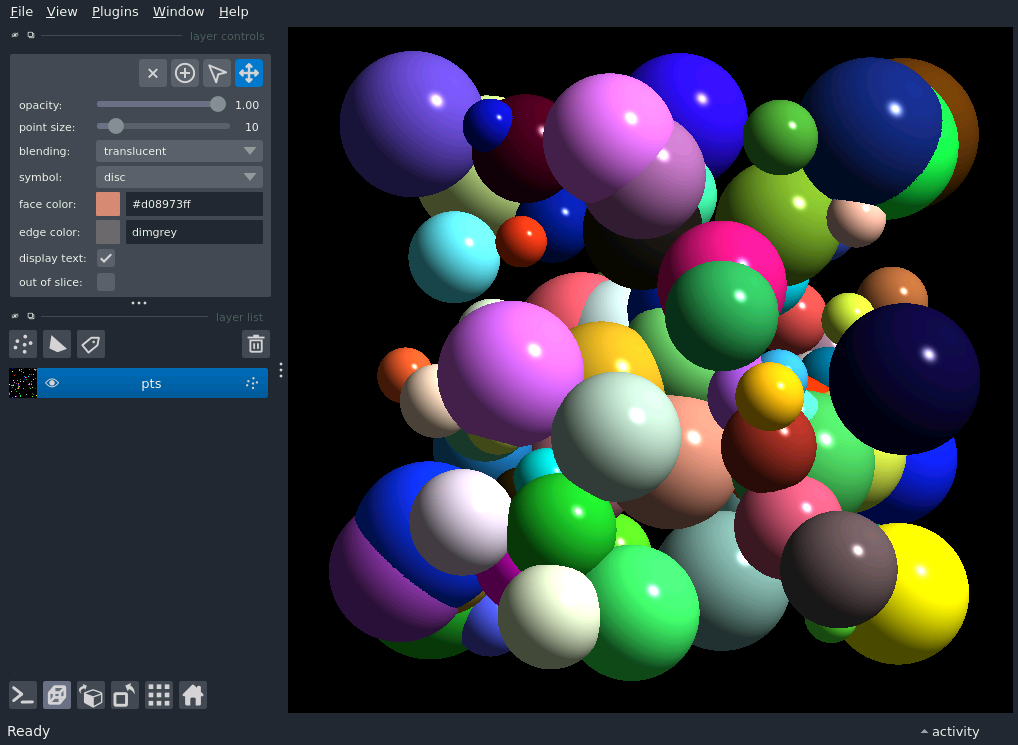 File View Plugins Window Help
layer controls
opacity: 1.00
point size: 10
blending: translucent
symbol: disc
face color: #d08973ff
edge color: dimgrey
display text:
out of slice:
layer list
pts
Ready activity